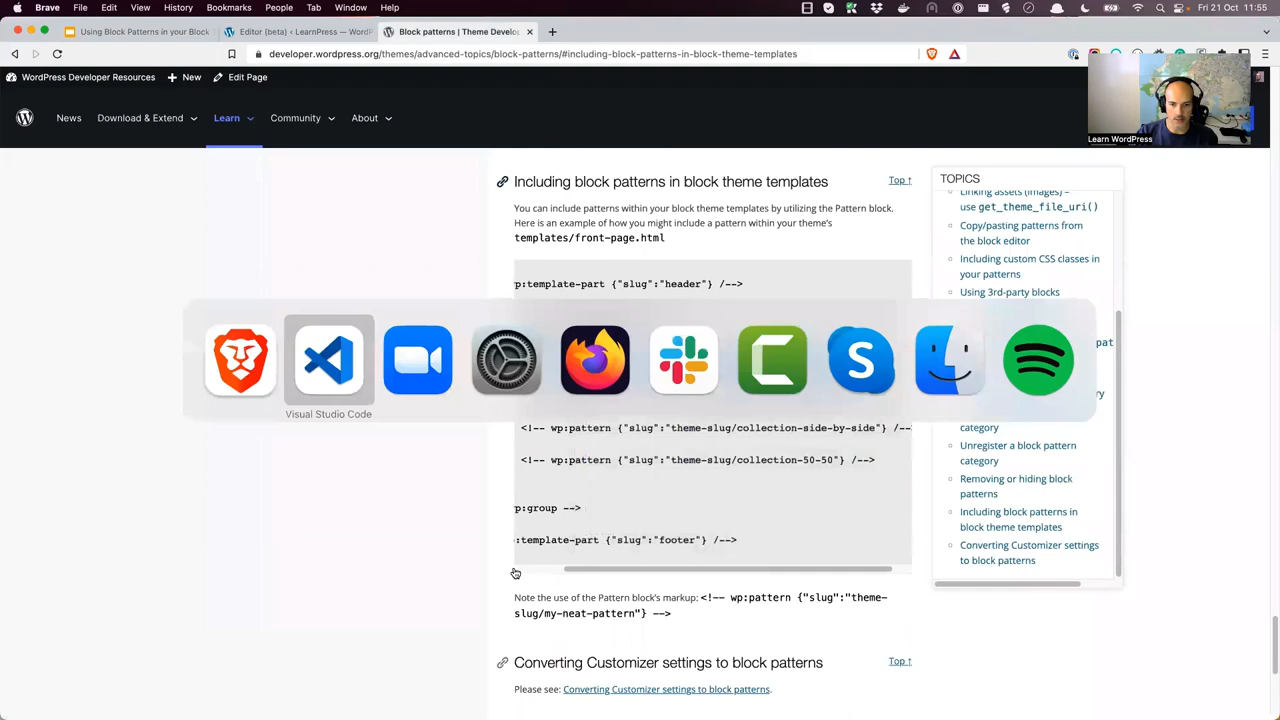 Brave File Edit View History Bookmarks People Tab Window Help
Fri 21 Oct 11:55
Using Block Patterns in your Block
Editor (beta) ‹ LearnPress — Word
Block patterns | Theme Develo
developer.wordpress.org/themes/advanced-topics/block-patterns/#including-block-patterns-in-block-theme-templates
WordPress Developer Resources New Edit Page
News Download & Extend Learn Community About
Learn WordPress
Including block patterns in block theme templates
Top ↑
You can include patterns within your block theme templates by utilizing the Pattern block.
Here is an example of how you might include a pattern within your theme's
templates/front-page.html
wp:template-part {"slug":"header"} /-->
Visual Studio Code
<!-- wp:pattern {"slug":"theme-slug/collection-side-by-side"} /--
<!-- wp:pattern {"slug":"theme-slug/collection-50-50"} /-->
wp:group -->
:template-part {"slug":"footer"} /-->
Note the use of the Pattern block's markup: <!-- wp:pattern {"slug":"theme-
slug/my-neat-pattern"} -->
Converting Customizer settings to block patterns
Top ↑
Please see: Converting Customizer settings to block patterns.
TOPICS
Linking assets (images) –
use get_theme_file_uri()
Copy/pasting patterns from
the block editor
Including custom CSS classes in
your patterns
Using 3rd-party blocks
category
Unregister a block pattern
category
Removing or hiding block
patterns
Including block patterns in
block theme templates
Converting Customizer settings
to block patterns